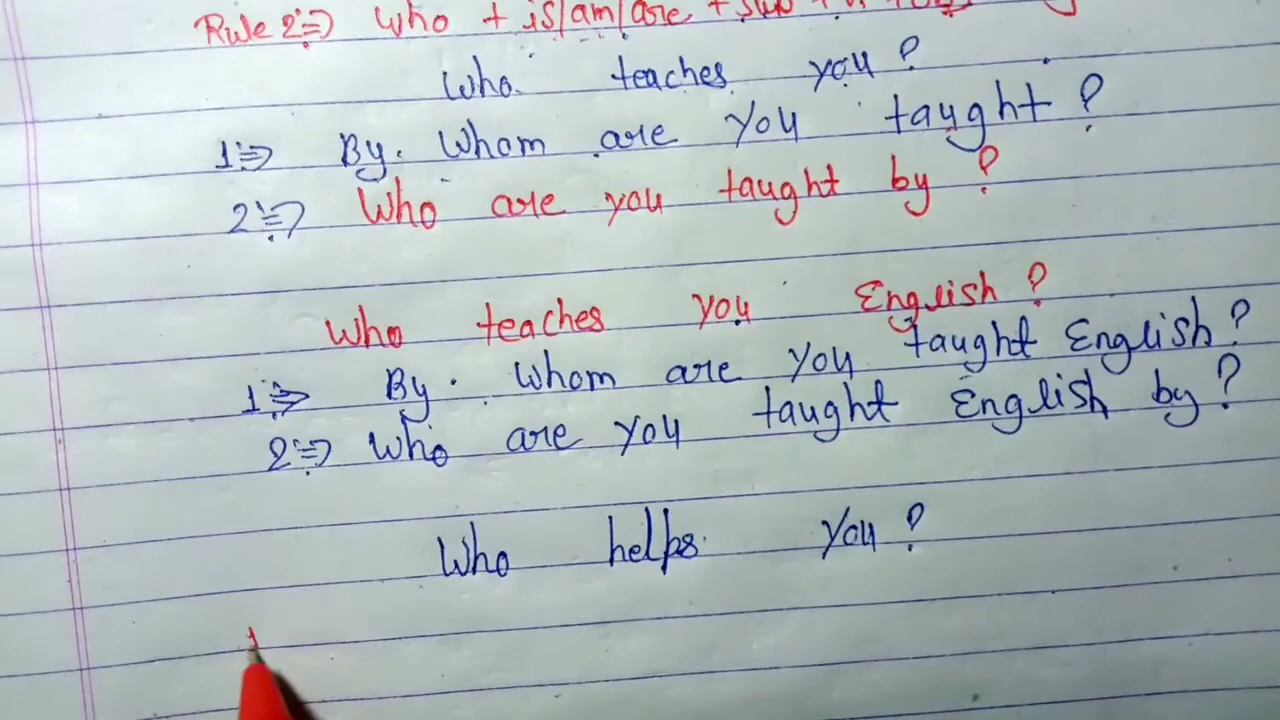 Rule 2⇒ Who + is/am/are + sub +
Who teaches you?
1⇒ By Whom are you taught?
2⇒ Who are you taught by?
Who teaches you English?
1⇒ By Whom are you taught English?
2⇒ Who are you taught English by?
Who helps you?